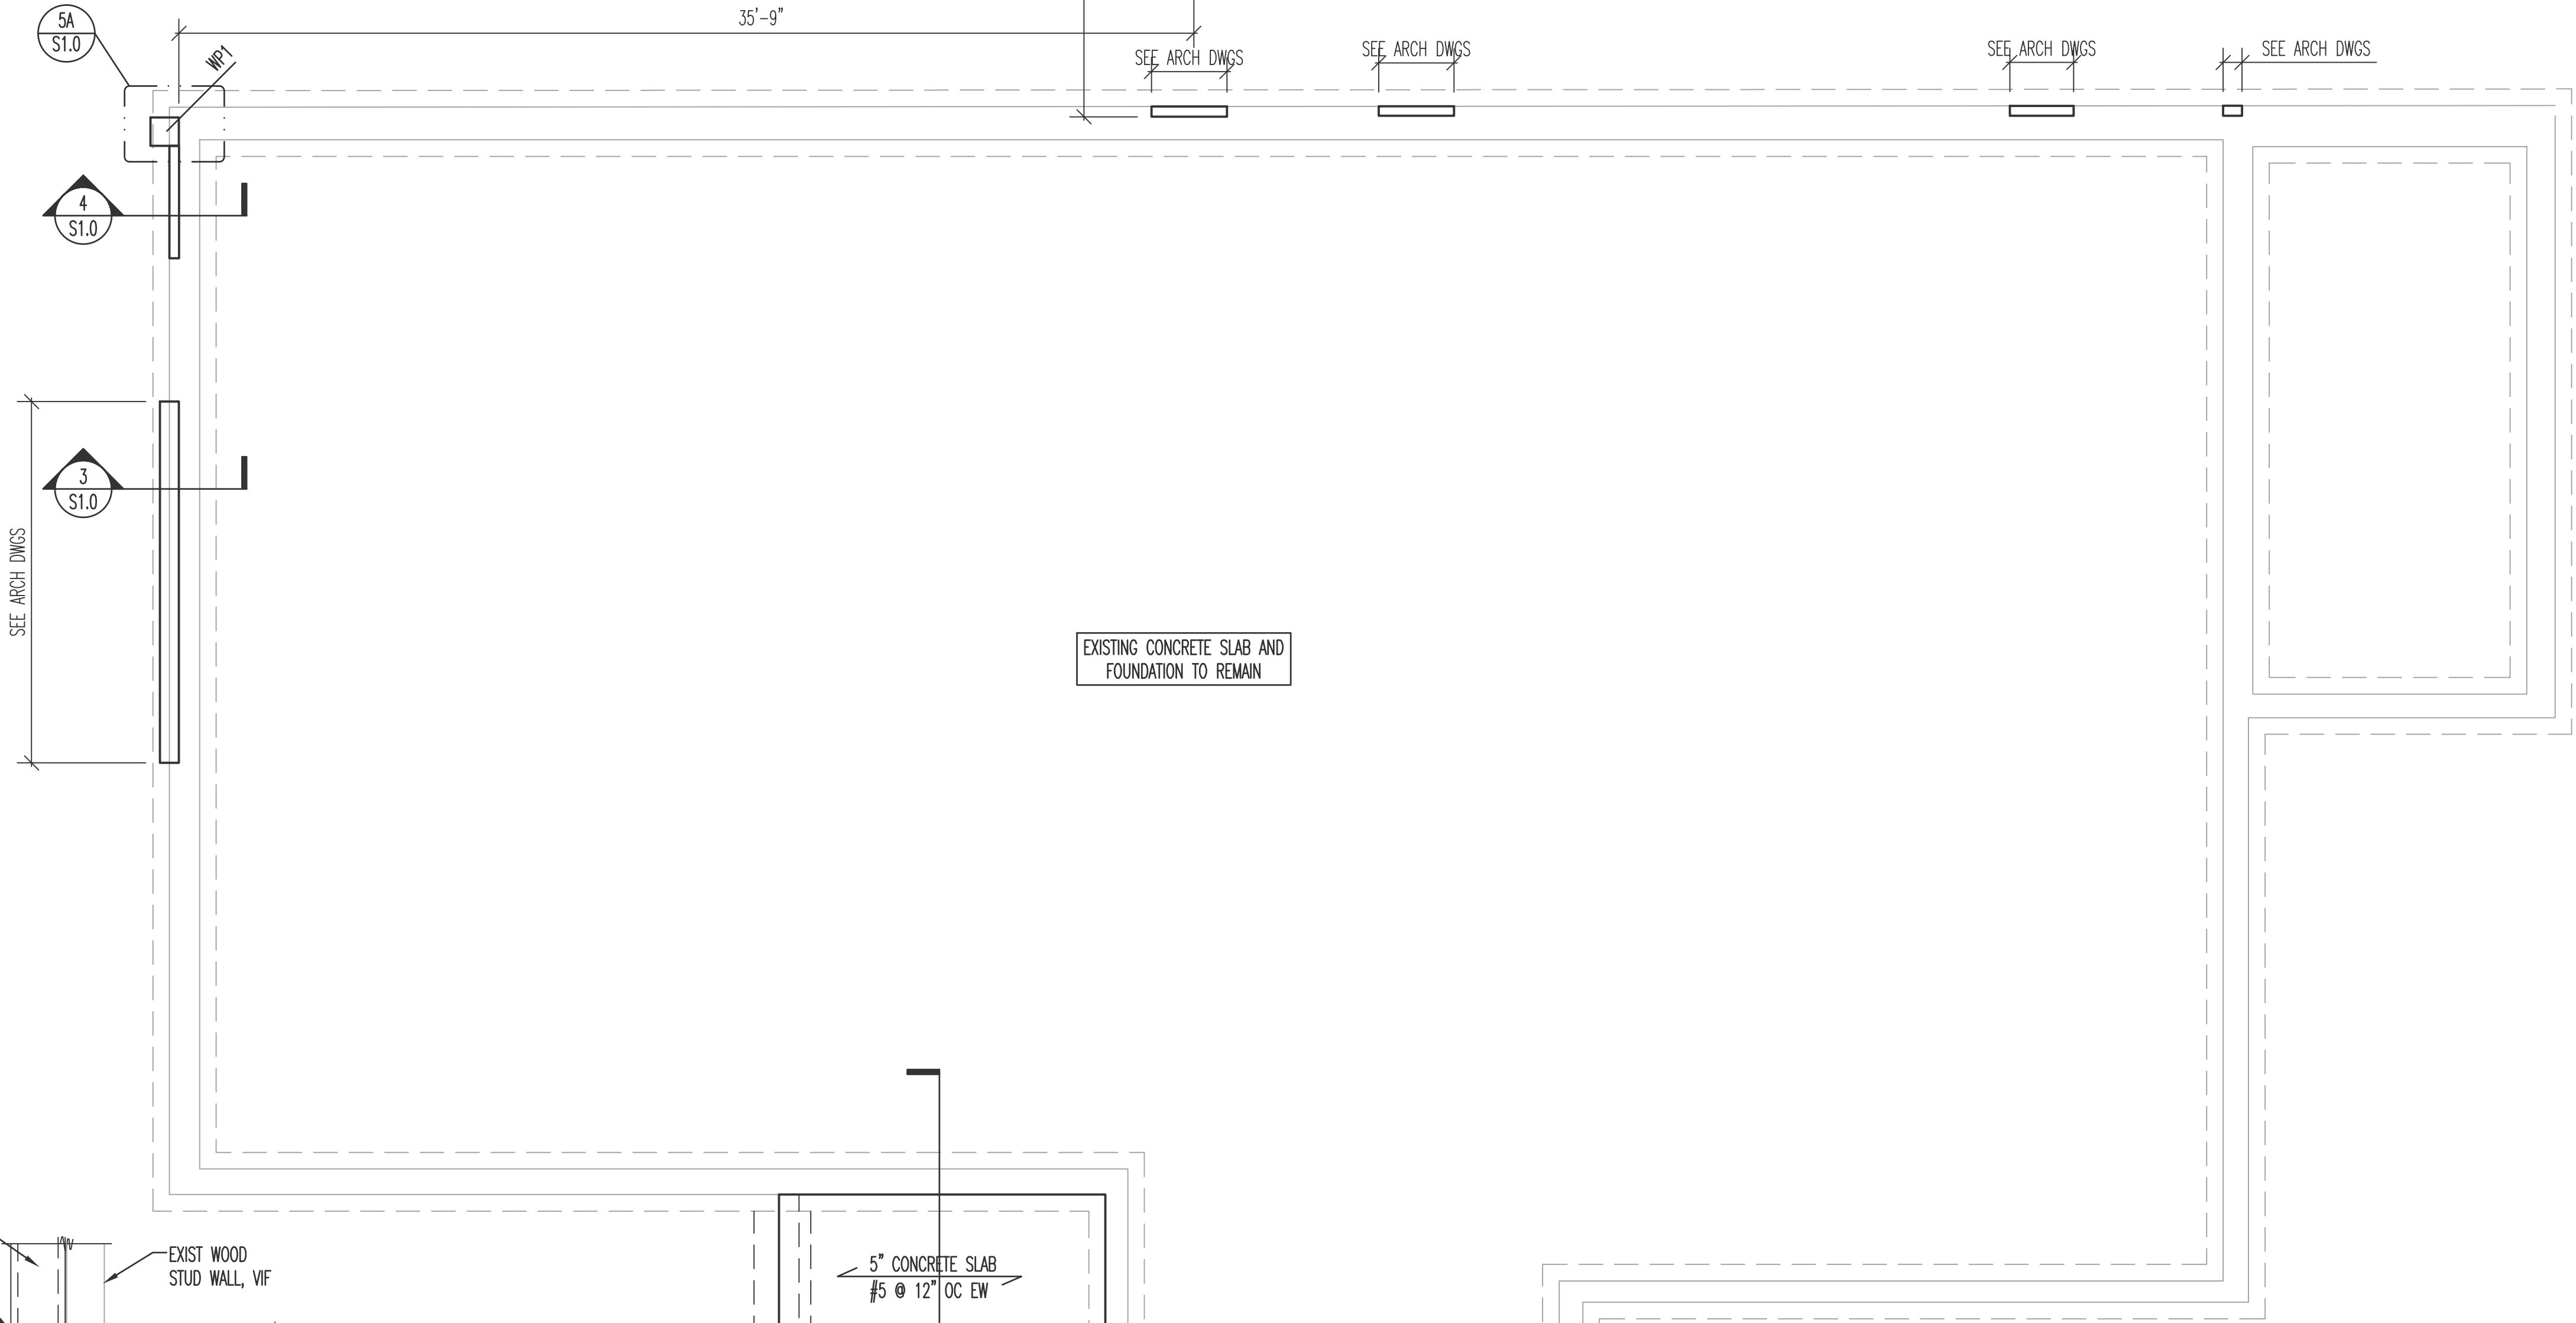 5A
S1.0
WP1
35'-9"
SEE ARCH DWGS
SEE ARCH DWGS
SEE ARCH DWGS
SEE ARCH DWGS
4
S1.0
3
S1.0
SEE ARCH DWGS
EXISTING CONCRETE SLAB AND
FOUNDATION TO REMAIN
EXIST WOOD
STUD WALL, VIF
5" CONCRETE SLAB
#5 @ 12" OC EW